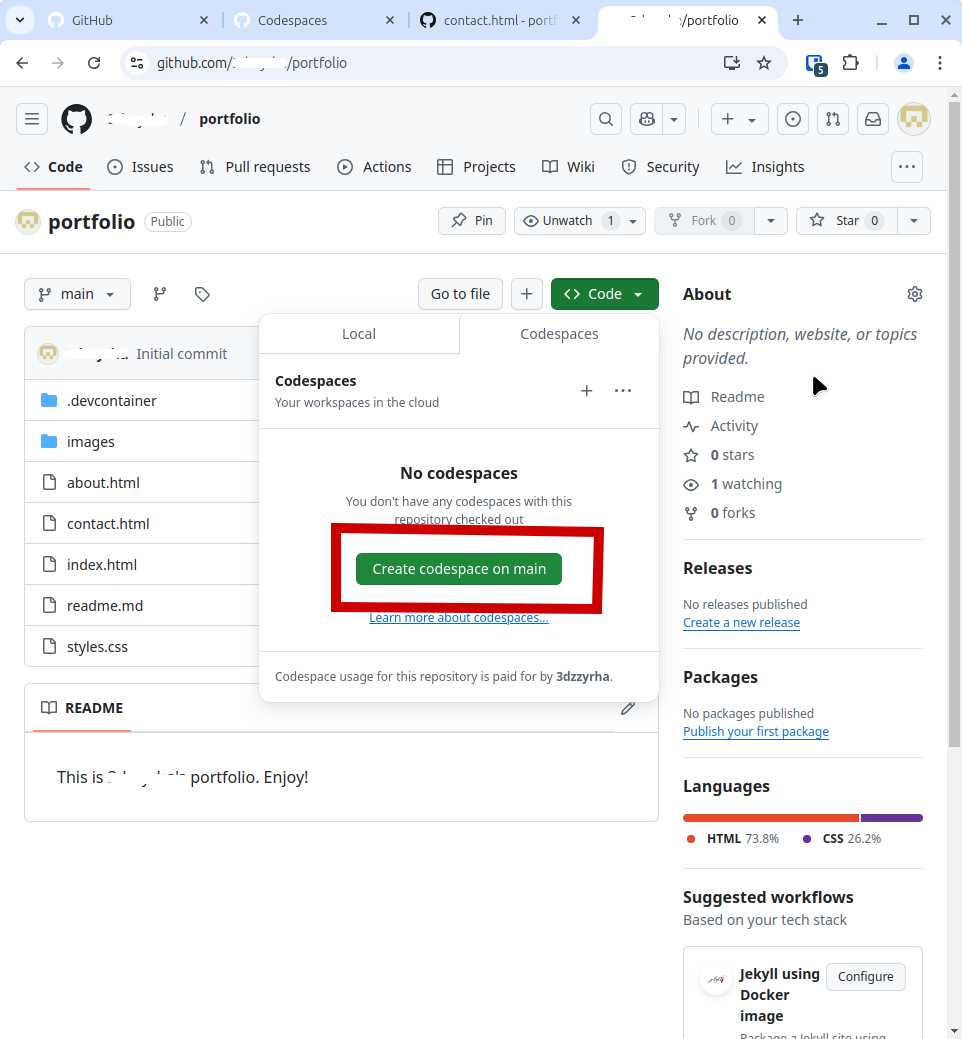 GitHub
Codespaces
contact.html - portf
/portfolio
github.com/ /portfolio
5
/ portfolio
Code
Issues
Pull requests
Actions
Projects
Wiki
Security
Insights
portfolio Public
Pin
Unwatch 1
Fork 0
Star 0
main
Go to file
Code
About
Local
Codespaces
No description, website, or topics
provided.
Initial commit
Codespaces
Your workspaces in the cloud
.devcontainer
images
about.html
contact.html
index.html
readme.md
styles.css
No codespaces
You don't have any codespaces with this
repository checked out
Create codespace on main
Learn more about codespaces...
Codespace usage for this repository is paid for by 3dzzyrha.
Readme
Activity
0 stars
1 watching
0 forks
Releases
No releases published
Create a new release
README
This is portfolio. Enjoy!
Packages
No packages published
Publish your first package
Languages
HTML 73.8%
CSS 26.2%
Suggested workflows
Based on your tech stack
Jekyll using
Docker
image
Configure
Package a Jekyll site using